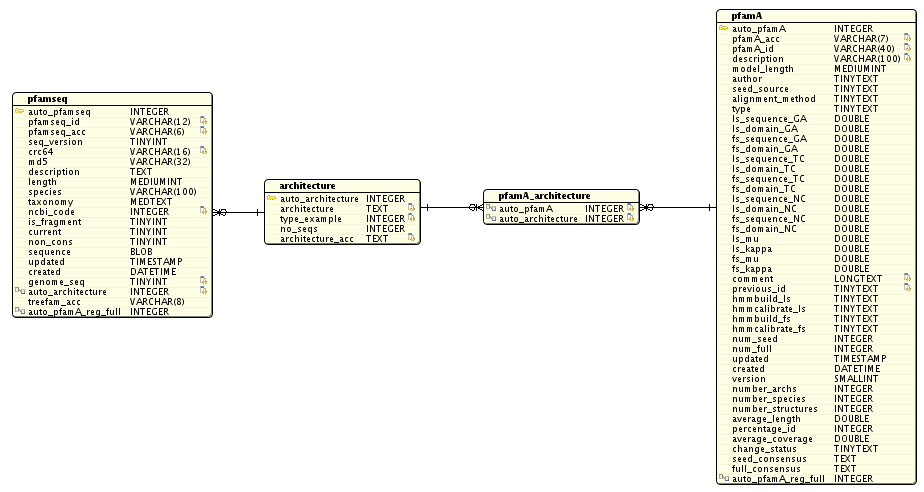 pfamseq
auto_pfamseq INTEGER
pfamseq_id VARCHAR(12)
pfamseq_acc VARCHAR(6)
seq_version TINYINT
crc64 VARCHAR(16)
md5 VARCHAR(32)
description TEXT
length MEDIUMINT
species VARCHAR(100)
taxonomy MEDTEXT
ncbi_code INTEGER
is_fragment TINYINT
current TINYINT
non_cons TINYINT
sequence BLOB
updated TIMESTAMP
created DATETIME
genome_seq TINYINT
auto_architecture INTEGER
treefam_acc VARCHAR(8)
auto_pfamA_reg_full INTEGER
architecture
auto_architecture INTEGER
architecture TEXT
type_example INTEGER
no_seqs INTEGER
architecture_acc TEXT
pfamA_architecture
auto_pfamA INTEGER
auto_architecture INTEGER
pfamA
auto_pfamA INTEGER
pfamA_acc VARCHAR(7)
pfamA_id VARCHAR(40)
description VARCHAR(100)
model_length MEDIUMINT
author TINYTEXT
seed_source TINYTEXT
alignment_method TINYTEXT
type TINYTEXT
ls_sequence_GA DOUBLE
ls_domain_GA DOUBLE
fs_sequence_GA DOUBLE
fs_domain_GA DOUBLE
ls_sequence_TC DOUBLE
ls_domain_TC DOUBLE
fs_sequence_TC DOUBLE
fs_domain_TC DOUBLE
ls_sequence_NC DOUBLE
ls_domain_NC DOUBLE
fs_sequence_NC DOUBLE
fs_domain_NC DOUBLE
ls_mu DOUBLE
ls_kappa DOUBLE
fs_mu DOUBLE
fs_kappa DOUBLE
comment LONGTEXT
previous_id TINYTEXT
hmmbuild_ls TINYTEXT
hmmcalibrate_ls TINYTEXT
hmmbuild_fs TINYTEXT
hmmcalibrate_fs TINYTEXT
num_seed INTEGER
num_full INTEGER
updated TIMESTAMP
created DATETIME
version SMALLINT
number_archs INTEGER
number_species INTEGER
number_structures INTEGER
average_length DOUBLE
percentage_id INTEGER
average_coverage DOUBLE
change_status TINYTEXT
seed_consensus TEXT
full_consensus TEXT
auto_pfamA_reg_full INTEGER